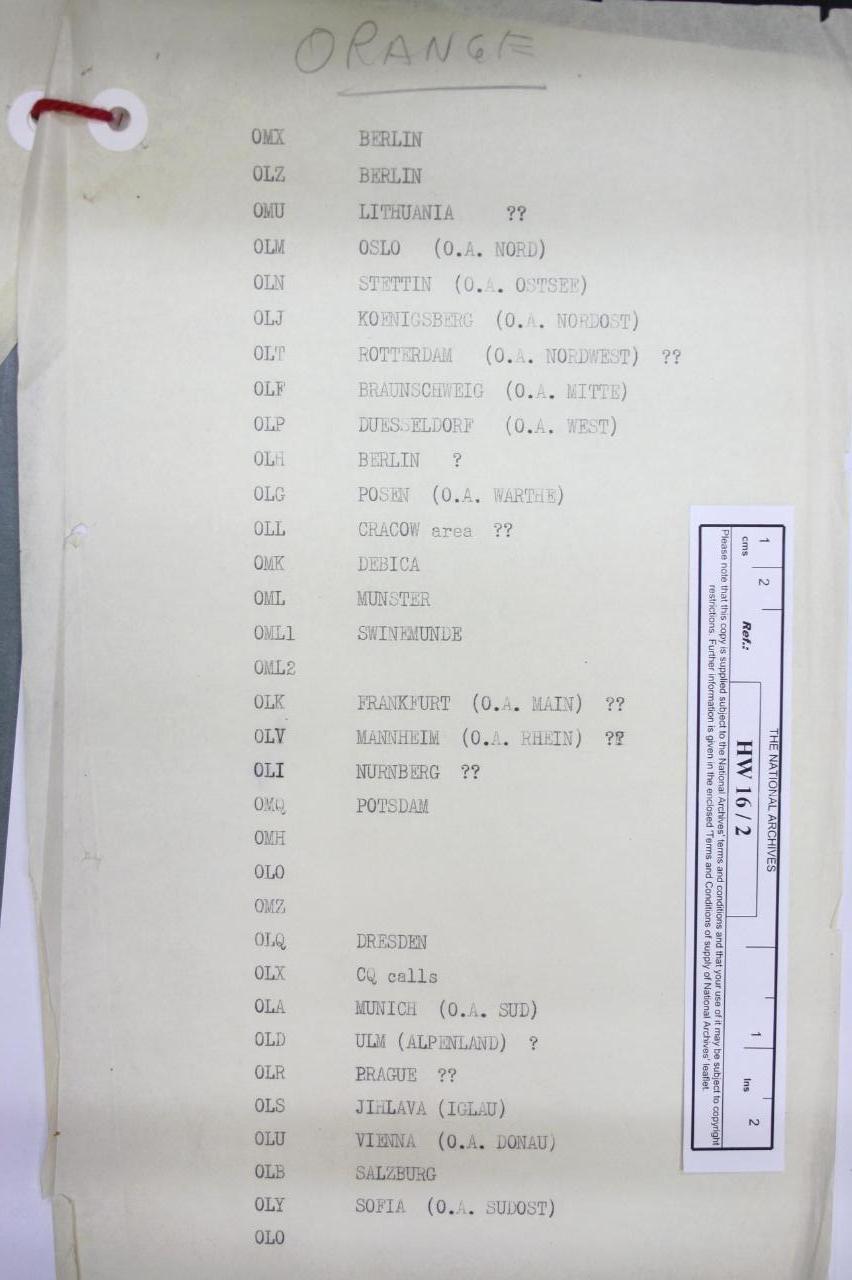 ORANGE
OMX BERLIN
OLZ BERLIN
OMU LITHUANIA ??
OLM OSLO (O.A. NORD)
OLN STETTIN (O.A. OSTSEE)
OLJ KOENIGSBERG (O.A. NORDOST)
OLT ROTTERDAM (O.A. NORDWEST) ??
OLF BRAUNSCHWEIG (O.A. MITTE)
OLP DUESSELDORF (O.A. WEST)
OLH BERLIN ?
OLG POSEN (O.A. WARTHE)
OLL CRACOW area ??
OMK DEBICA
OML MUNSTER
OML1 SWINEMUNDE
OML2
OLK FRANKFURT (O.A. MAIN) ??
OLV MANNHEIM (O.A. RHEIN) ??
OLI NURNBERG ??
OMQ POTSDAM
OMH
OLO
OMZ
OLQ DRESDEN
OLX CQ calls
OLA MUNICH (O.A. SUD)
OLD ULM (ALPENLAND) ?
OLR PRAGUE ??
OLS JIHLAVA (IGLAU)
OLU VIENNA (O.A. DONAU)
OLB SALZBURG
OLY SOFIA (O.A. SUDOST)
OLO
THE NATIONAL ARCHIVES
1 2 1 2
cms Ref.: HW 16/2 Ins
Please note that this copy is supplied subject to the National Archives' terms and conditions and that your use of it may be subject to copyright
restrictions. Further information is given in the enclosed 'Terms and Conditions of supply of National Archives' leaflet.